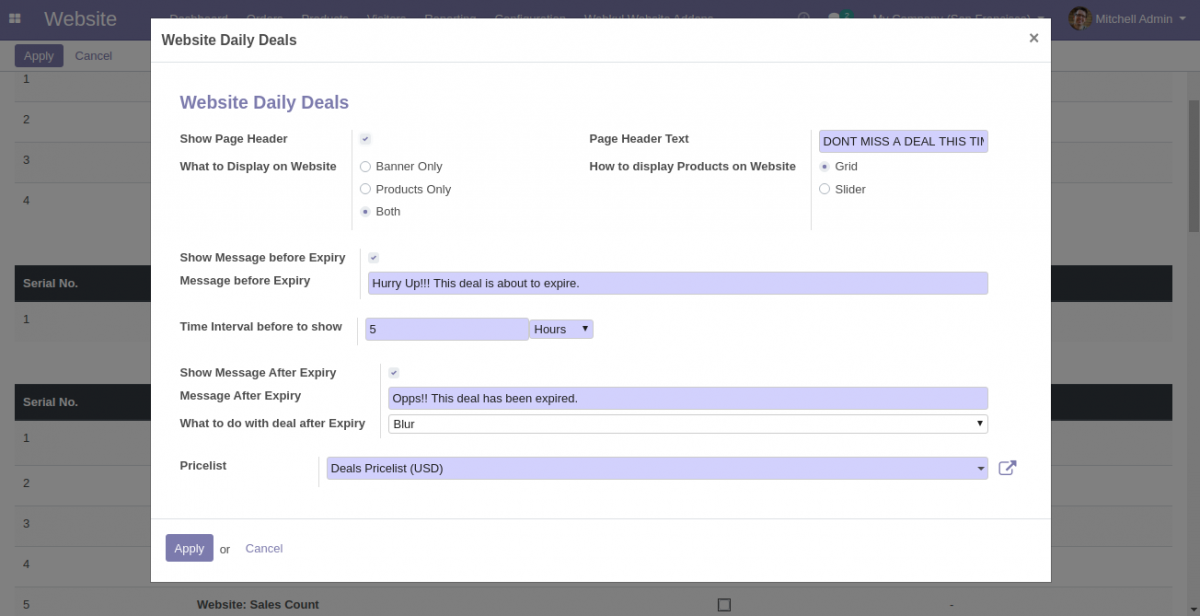 Website Dashboard Orders Products Visitors Reporting Configuration Webkul Website Addons 2 My Company (San Francisco) Mitchell Admin
Apply Cancel
Website Daily Deals ×
Website Daily Deals
Show Page Header Page Header Text DONT MISS A DEAL THIS TIM
What to Display on Website Banner Only How to display Products on Website Grid
Products Only Slider
Both
Show Message before Expiry
Message before Expiry Hurry Up!!! This deal is about to expire.
Time Interval before to show 5 Hours
Show Message After Expiry
Message After Expiry Opps!! This deal has been expired.
What to do with deal after Expiry Blur
Pricelist Deals Pricelist (USD)
Apply or Cancel
1
2
3
4
Serial No.
1
Serial No.
1
2
3
4
5 Website: Sales Count -